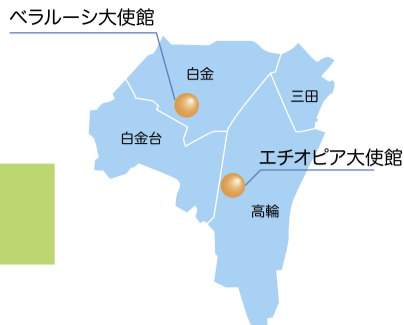 ベラルーシ大使館
白金
三田
白金台
エチオピア大使館
高輪